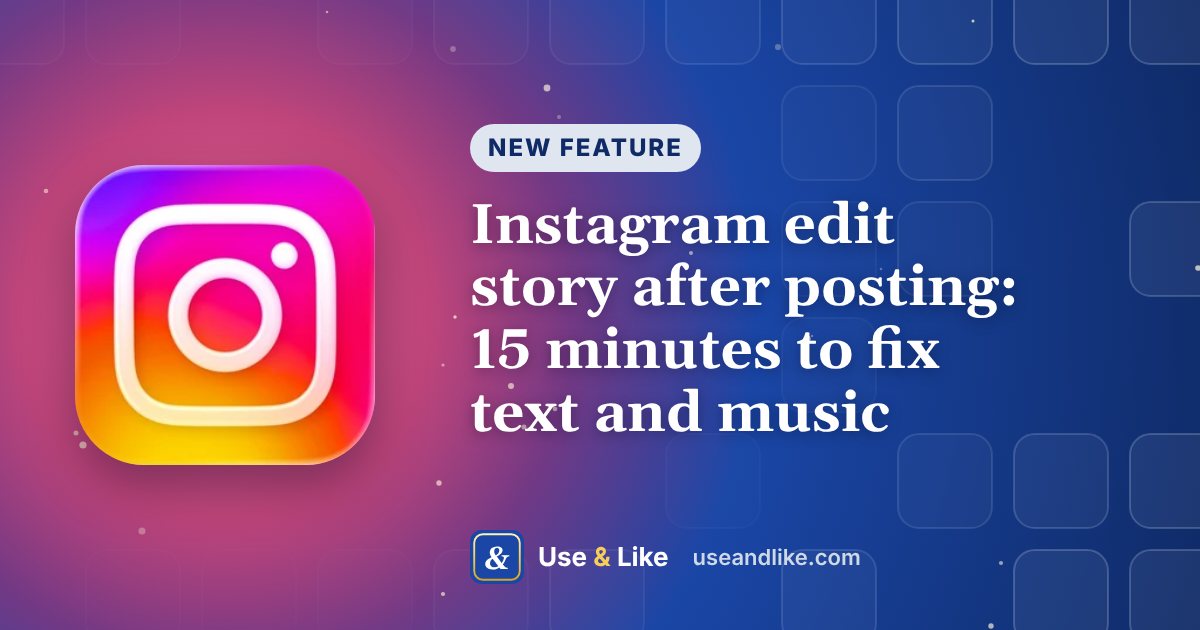 NEW FEATURE
Instagram edit
story after posting:
15 minutes to fix
text and music
& Use & Like useandlike.com